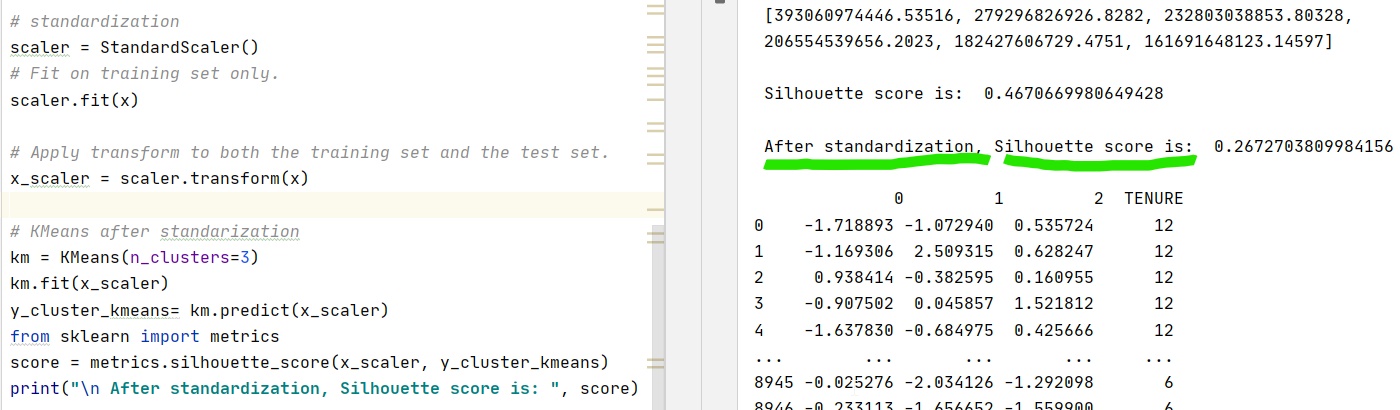 # standardization
scaler = StandardScaler()
# Fit on training set only.
scaler.fit(x)
# Apply transform to both the training set and the test set.
x_scaler = scaler.transform(x)
# KMeans after standarization
km = KMeans(n_clusters=3)
km.fit(x_scaler)
y_cluster_kmeans= km.predict(x_scaler)
from sklearn import metrics
score = metrics.silhouette_score(x_scaler, y_cluster_kmeans)
print("\n After standardization, Silhouette score is: ", score)
[393060974446.53516, 279296826926.8282, 232803038853.80328,
206554539656.2023, 182427606729.4751, 161691648123.14597]
Silhouette score is:  0.4670669980649428
After standardization, Silhouette score is:  0.2672703809984156
0 1 2 TENURE
0 -1.718893 -1.072940 0.535724 12
1 -1.169306 2.509315 0.628247 12
2 0.938414 -0.382595 0.160955 12
3 -0.907502 0.045857 1.521812 12
4 -1.637830 -0.684975 0.425666 12
... ... ... ... ...
8945 -0.025276 -2.034126 -1.292098 6
8946 -0.233113 -1.656652 -1.559900 6